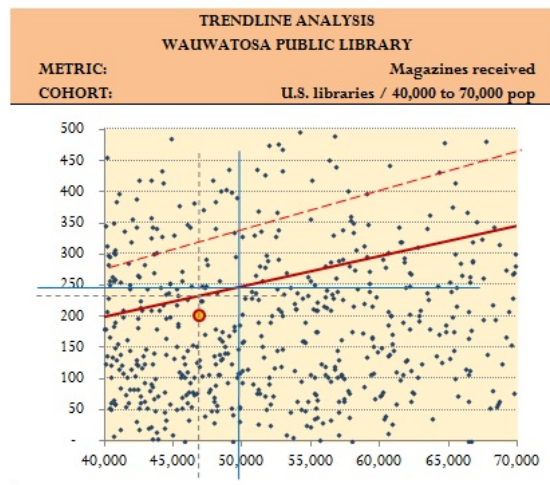 TRENDLINE ANALYSIS
WAUWATOSA PUBLIC LIBRARY
METRIC: Magazines received
COHORT: U.S. libraries / 40,000 to 70,000 pop
500
450
400
350
300
250
200
150
100
50
-
40,000 45,000 50,000 55,000 60,000 65,000 70,000